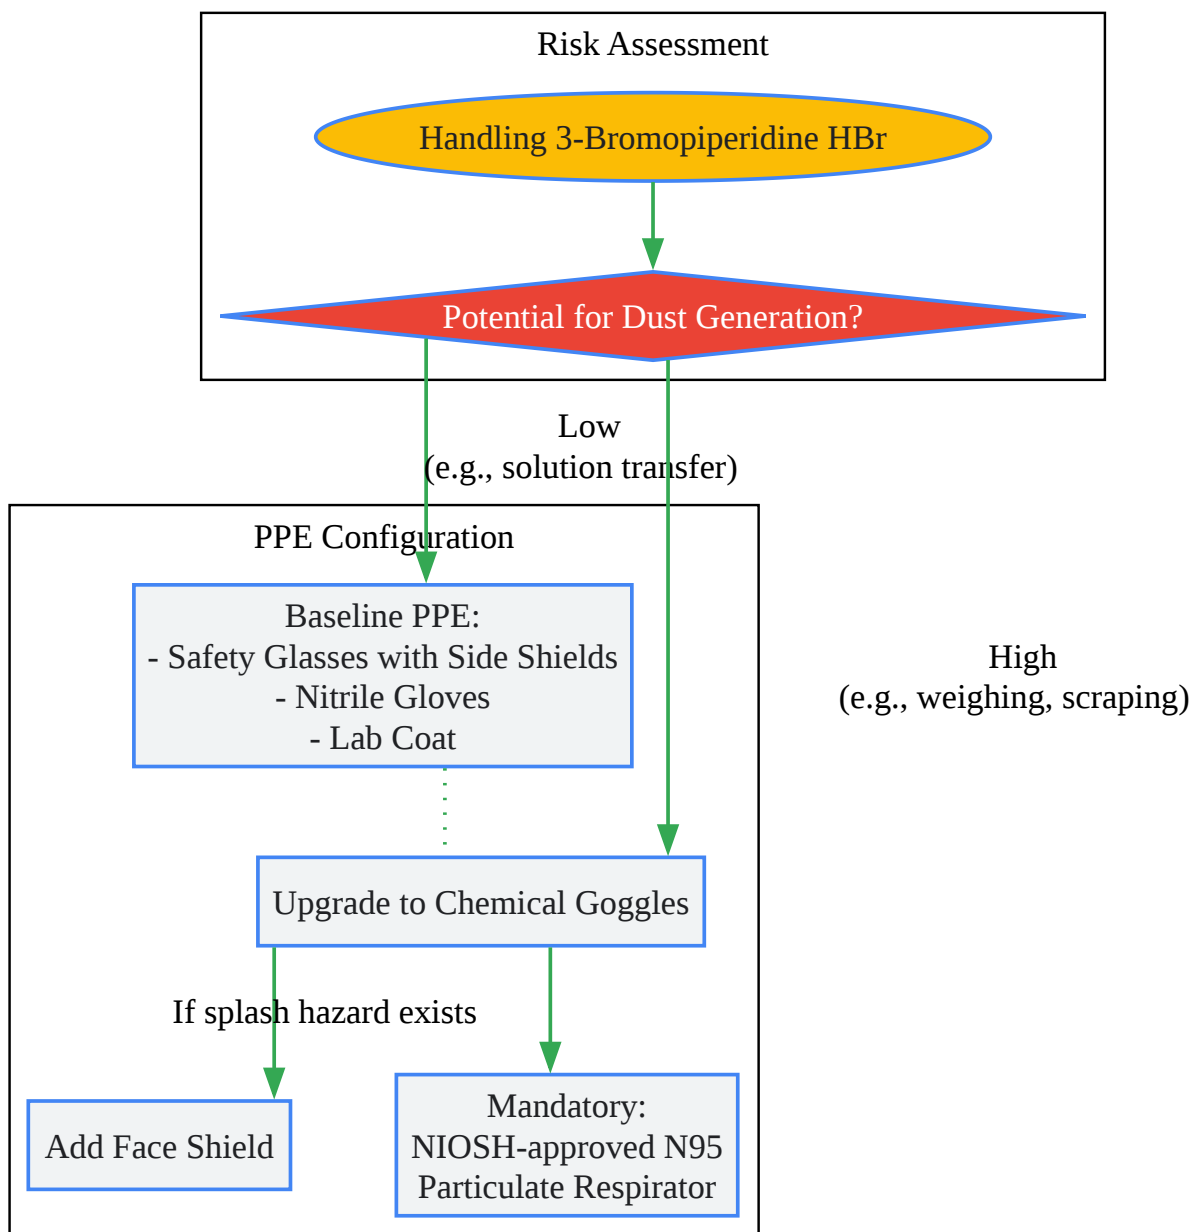 Risk Assessment
Handling 3-Bromopiperidine HBr
Potential for Dust Generation?
Low
(e.g., solution transfer)
PPE Configuration
Baseline PPE:
- Safety Glasses with Side Shields
- Nitrile Gloves
- Lab Coat
High
(e.g., weighing, scraping)
Upgrade to Chemical Goggles
If splash hazard exists
Add Face Shield
Mandatory:
NIOSH-approved N95
Particulate Respirator